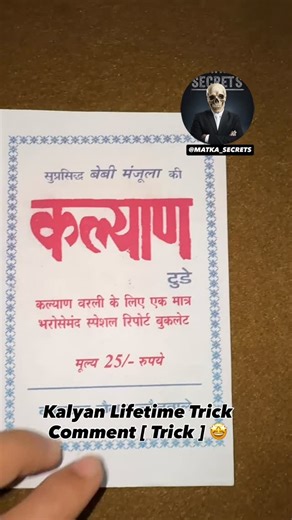 SECRETS
@MATKA_SECRETS
सुप्रसिद्ध बेबी मंजूला की
कल्याण
टुडे
कल्याण वरली के लिए एक मात्र
भरोसेमंद स्पेशल रिपोर्ट बुकलेट
मूल्य 25/- रुपये
Kalyan Lifetime Trick
Comment [ Trick ] 🤩